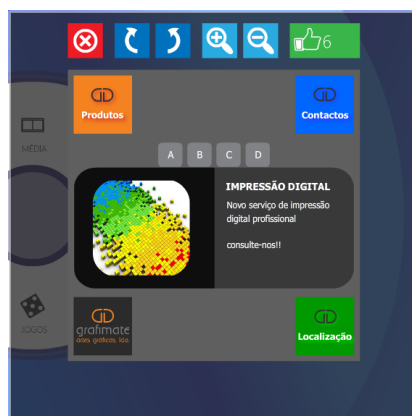 6
Produtos
Contactos
MÉDIA
A B C D
IMPRESSÃO DIGITAL
Novo serviço de impressão
digital profissional
consulte-nos!!
JOGOS
grafimate
artes gráficas, lda.
Localização